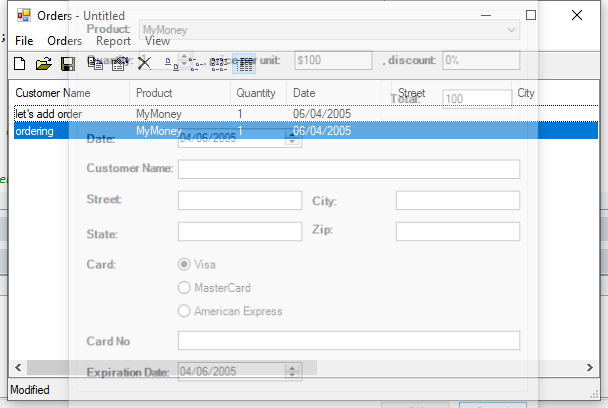 Orders - Untitled
Product: MyMoney
File Orders Report View
Quantity: 1 , price per unit: $100 , discount: 0%
Customer Name Product Quantity Date Street City
Total: 100
let's add order MyMoney 1 06/04/2005
ordering MyMoney 1 06/04/2005
Date: 04/06/2005
Customer Name:
Street: City:
State: Zip:
Card: Visa
MasterCard
American Express
Card No
Expiration Date: 04/06/2005
Modified